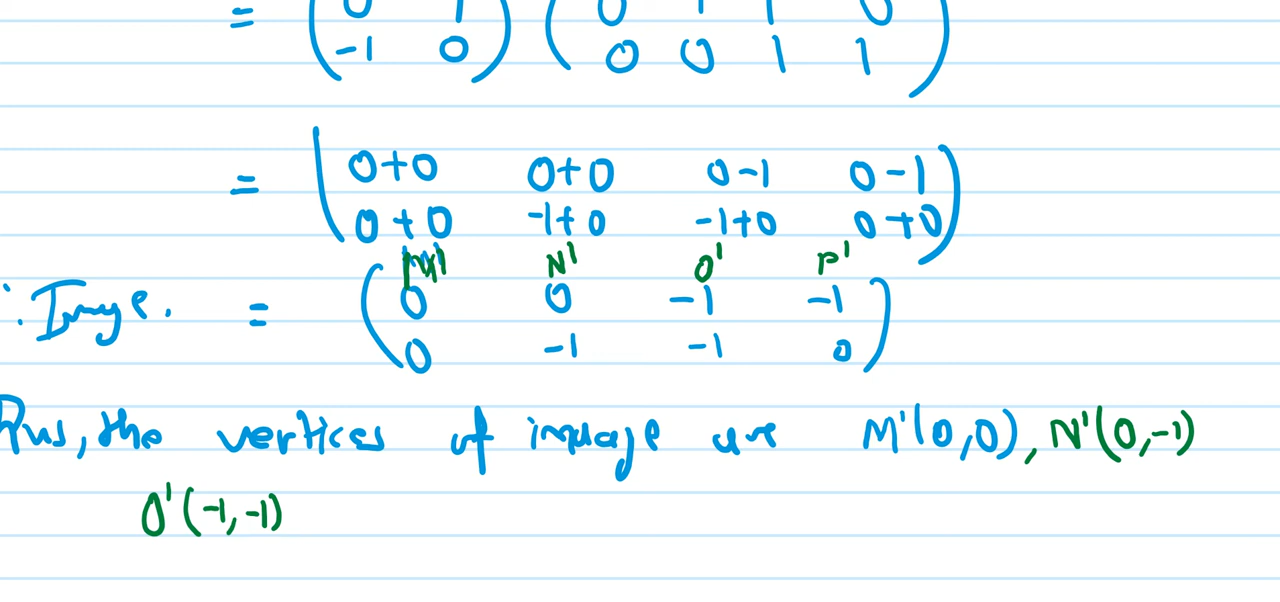 = ( 0 1 ) ( 0 1 1 0 )
( -1 0 ) ( 0 0 1 1 )
= ( 0+0 0+0 0-1 0-1 )
( 0+0 -1+0 -1+0 0+0 )
M' N' O' P'
: Image. = ( 0 0 -1 -1 )
( 0 -1 -1 0 )
Thus, the vertices of image are M'(0,0), N'(0,-1)
O'(-1,-1)